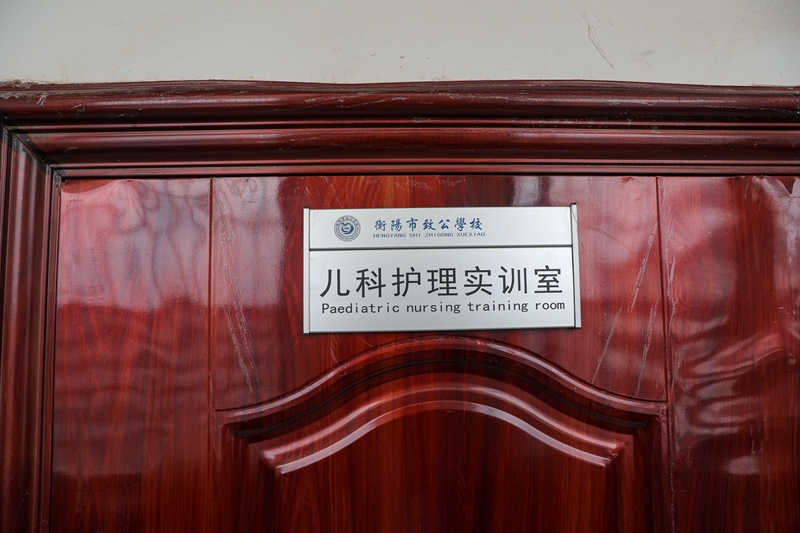 衡陽市致公學校
HENGYANG SHI ZHIGONG XUEXIAO
儿科护理实训室
Paediatric nursing training room